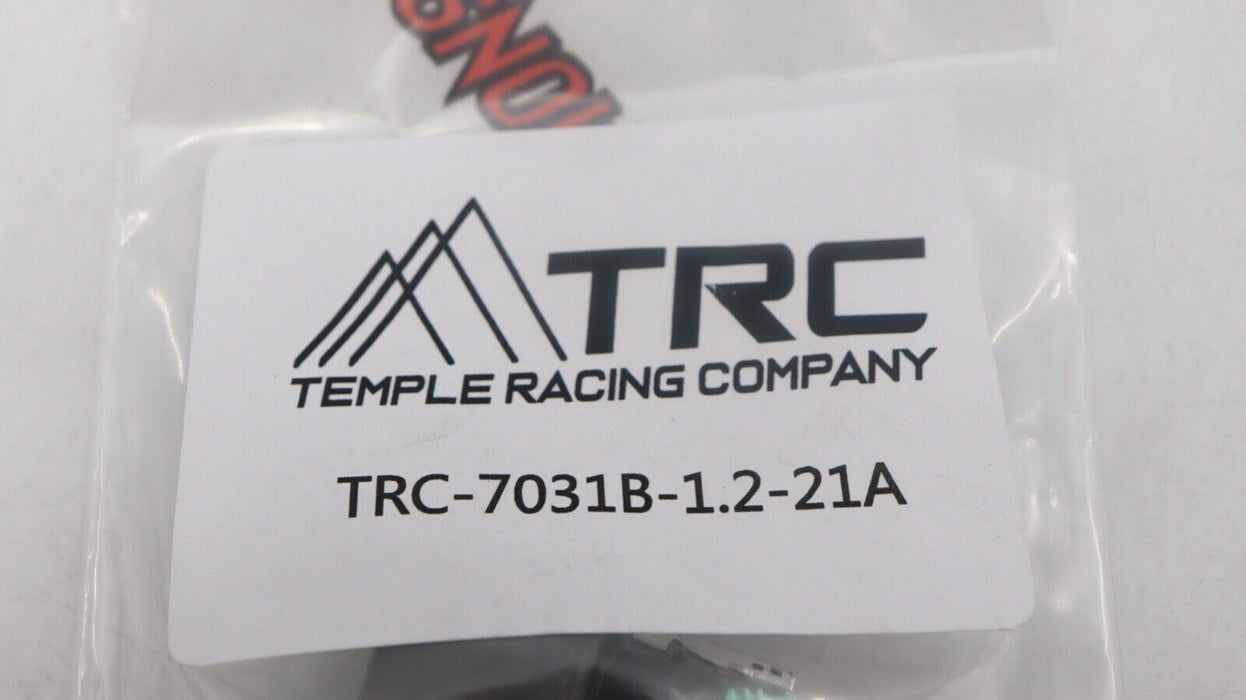 TRC
TEMPLE RACING COMPANY
TRC-7031B-1.2-21A